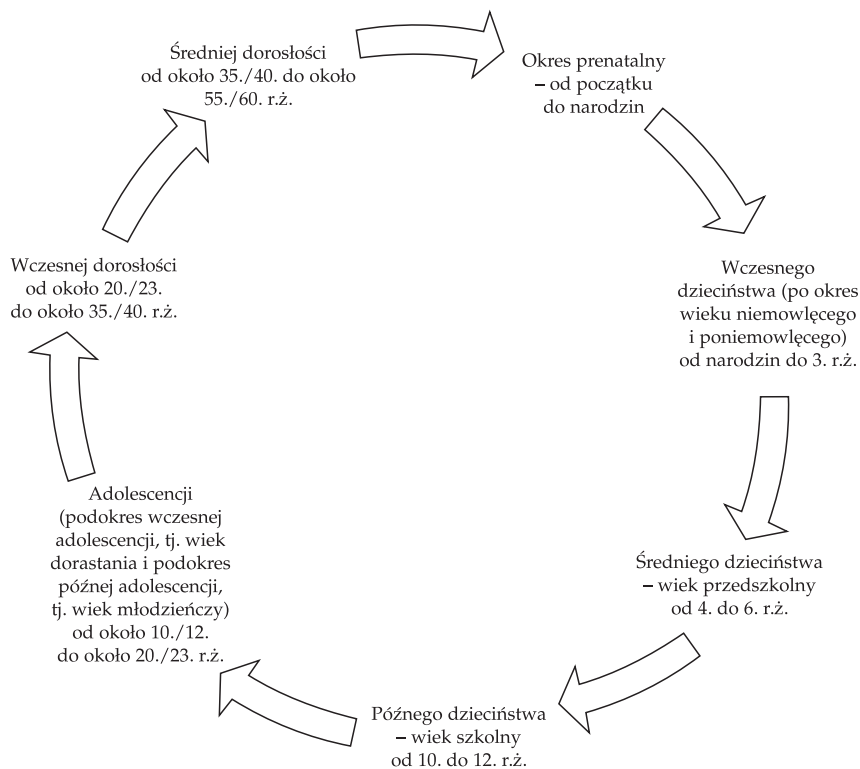 Średniej dorosłości
od około 35./40. do około
55./60. r.ż.
Okres prenatalny
– od początku
do narodzin
Wczesnego
dzieciństwa (po okres
wieku niemowlęcego
i poniemowlęcego)
od narodzin do 3. r.ż.
Średniego dzieciństwa
– wiek przedszkolny
od 4. do 6. r.ż.
Późnego dzieciństwa
– wiek szkolny
od 10. do 12. r.ż.
Adolescencji
(podokres wczesnej
adolescencji, tj. wiek
dorastania i podokres
późnej adolescencji,
tj. wiek młodzieńczy)
od około 10./12.
do około 20./23. r.ż.
Wczesnej dorosłości
od około 20./23.
do około 35./40. r.ż.